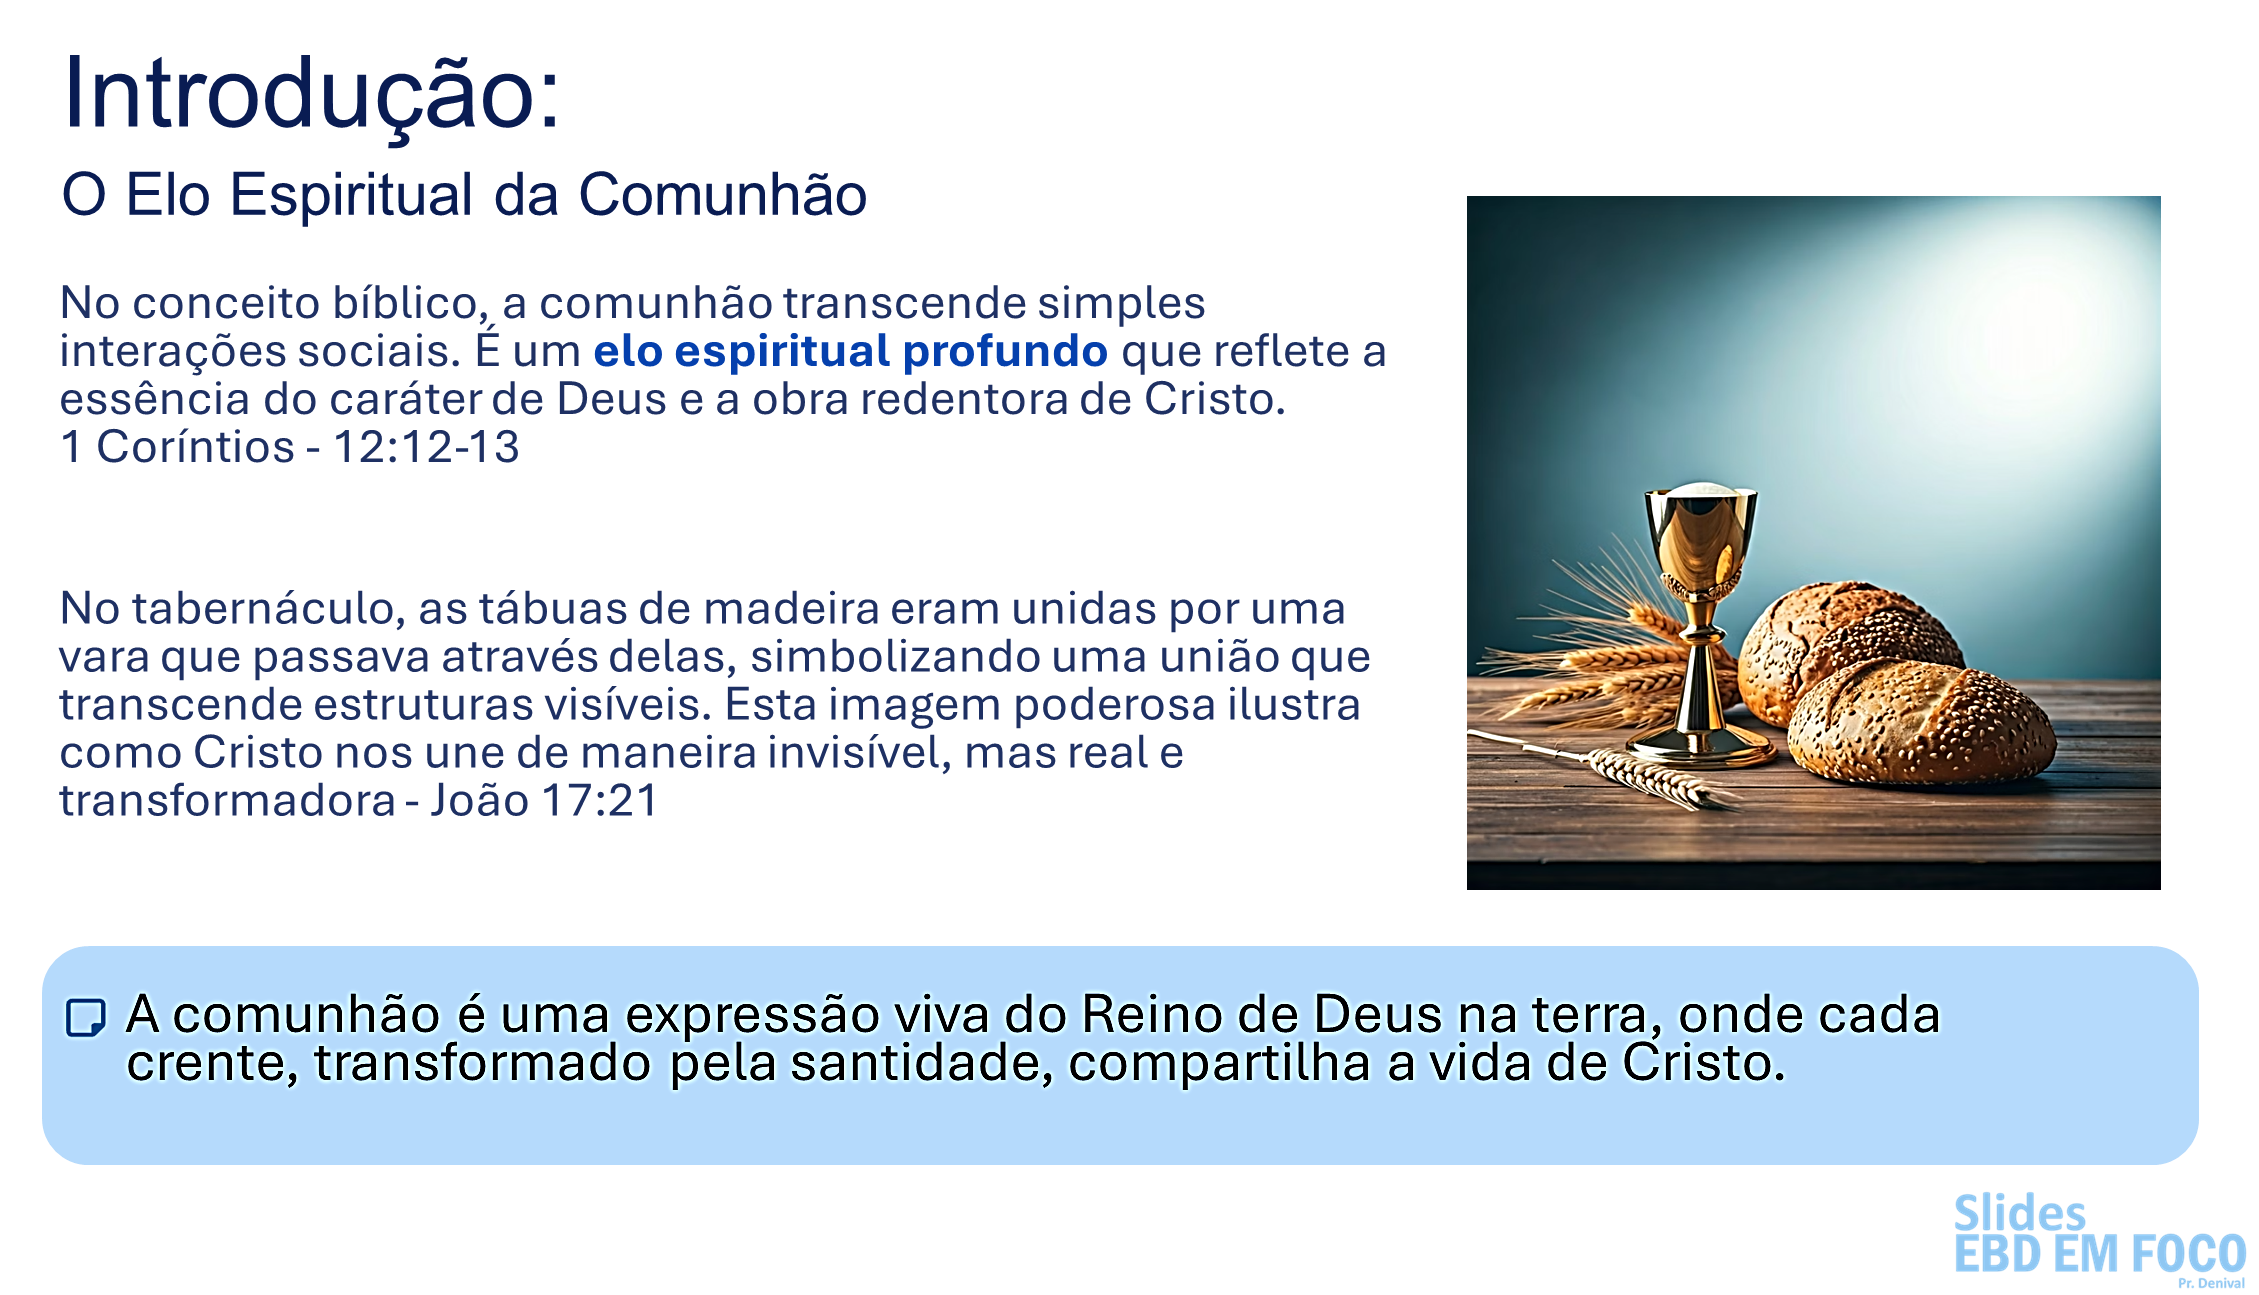 Introdução:
O Elo Espiritual da Comunhão
No conceito bíblico, a comunhão transcende simples
interações sociais. É um elo espiritual profundo que reflete a
essência do caráter de Deus e a obra redentora de Cristo.
1 Coríntios - 12:12-13
No tabernáculo, as tábuas de madeira eram unidas por uma
vara que passava através delas, simbolizando uma união que
transcende estruturas visíveis. Esta imagem poderosa ilustra
como Cristo nos une de maneira invisível, mas real e
transformadora - João 17:21
A comunhão é uma expressão viva do Reino de Deus na terra, onde cada
crente, transformado pela santidade, compartilha a vida de Cristo.
Slides
EBD EM FOCO
Pr. Denival